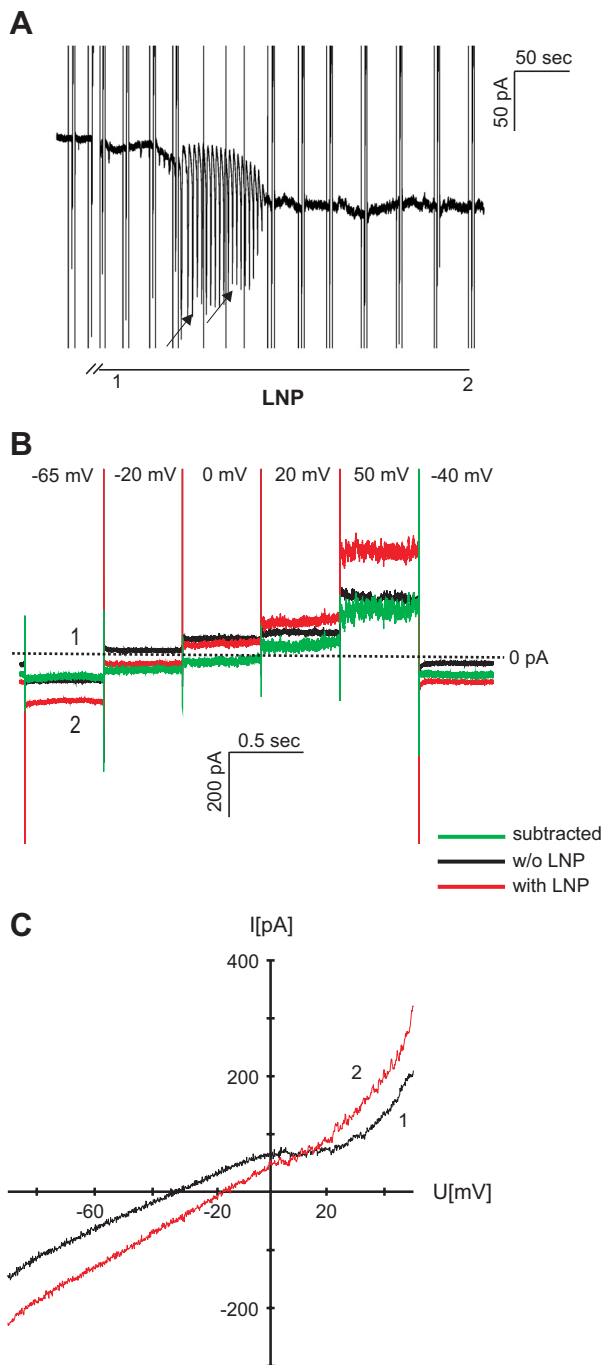 A
50 sec
50 pA
1 2
LNP
B
-65 mV -20 mV 0 mV 20 mV 50 mV -40 mV
1
0 pA
2
0.5 sec
200 pA
subtracted
w/o LNP
with LNP
C
I[pA]
400
200
2
1
-60 -20 20 U[mV]
-200